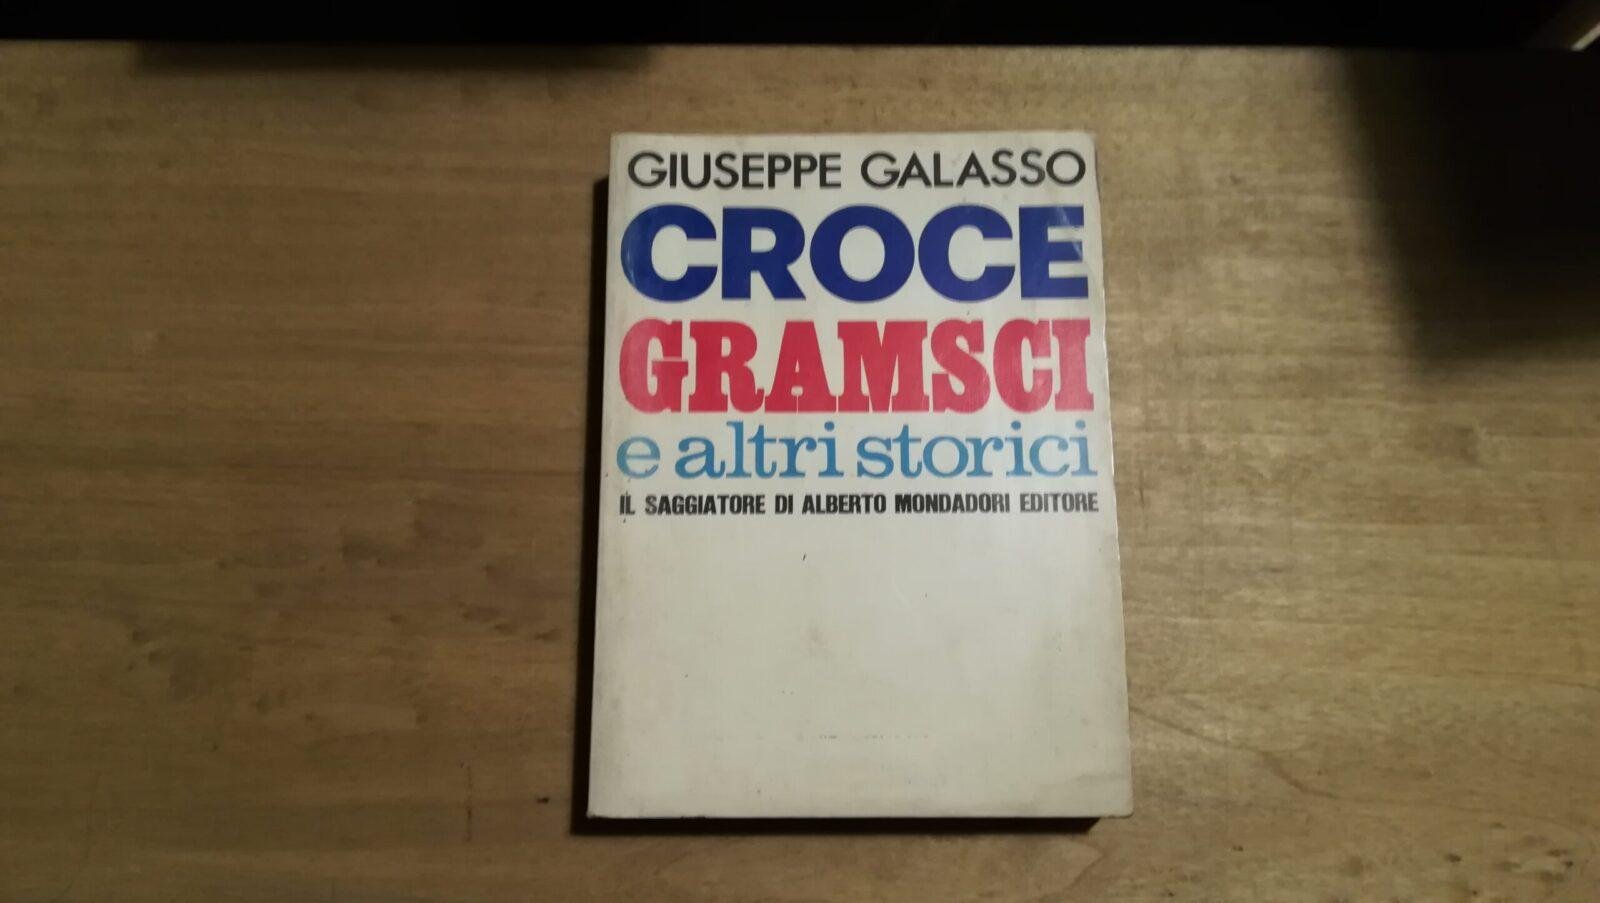 GIUSEPPE GALASSO
CROCE
GRAMSCI
e altri storici
IL SAGGIATORE DI ALBERTO MONDADORI EDITORE